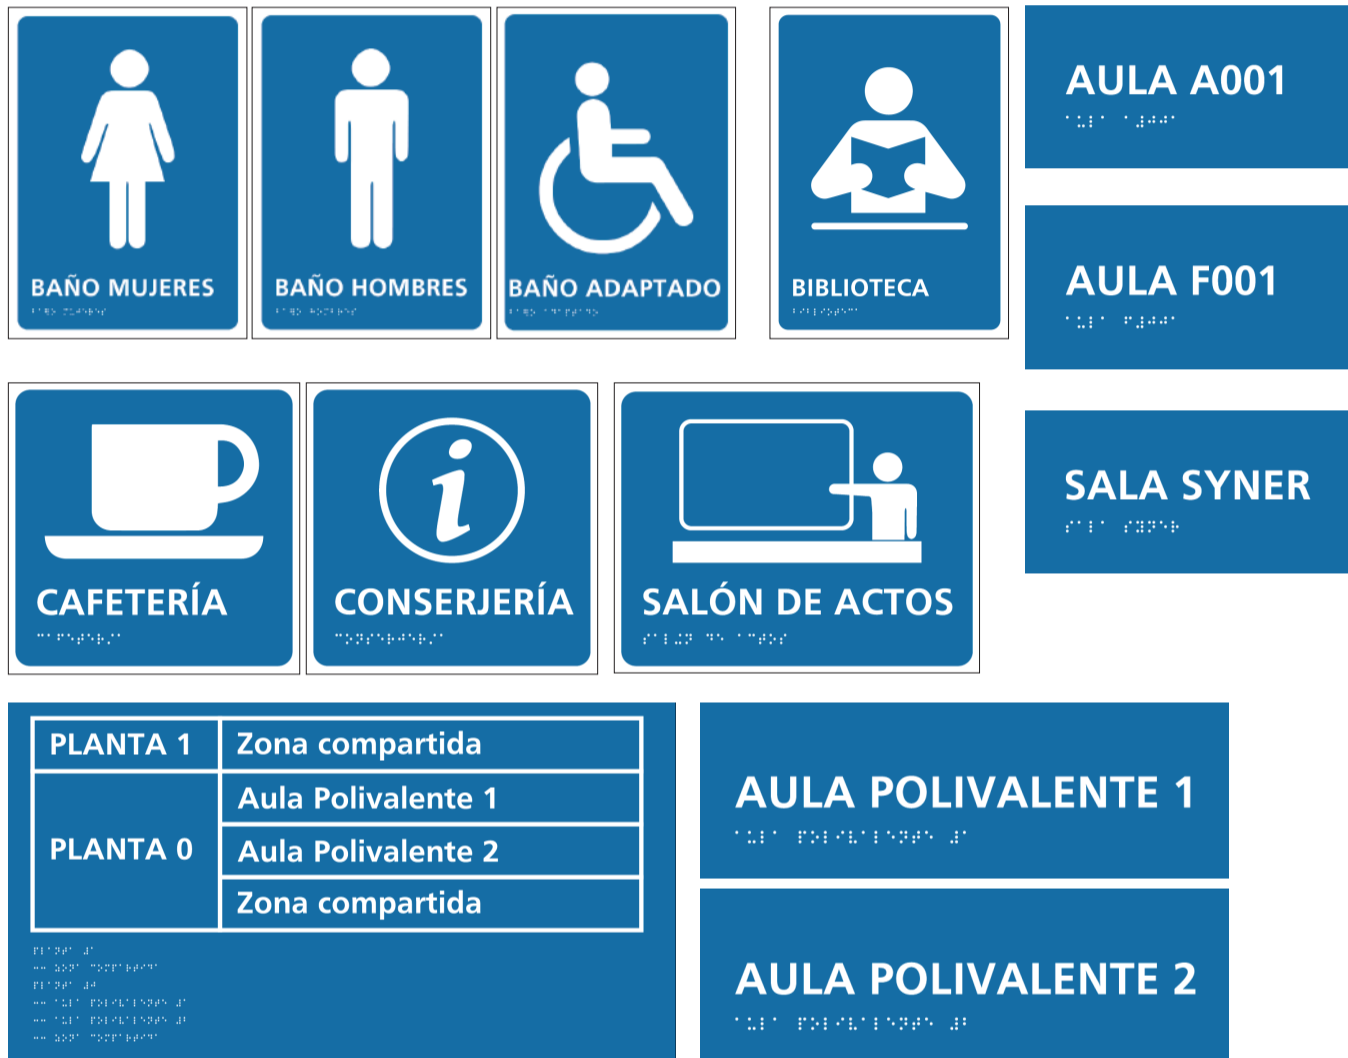 BAÑO MUJERES
⠃⠁⠻⠕ ⠍⠥⠚⠑⠗⠑⠎
BAÑO HOMBRES
⠃⠁⠻⠕ ⠓⠕⠍⠃⠗⠑⠎
BAÑO ADAPTADO
⠃⠁⠻⠕ ⠁⠙⠁⠏⠞⠁⠙⠕
BIBLIOTECA
⠃⠊⠃⠇⠊⠕⠞⠑⠉⠁
AULA A001
⠁⠥⠇⠁ ⠁⠼⠚⠚⠁
AULA F001
⠁⠥⠇⠁ ⠋⠼⠚⠚⠁
SALA SYNER
⠎⠁⠇⠁ ⠎⠽⠝⠑⠗
CAFETERÍA
⠉⠁⠋⠑⠞⠑⠗⠌⠁
CONSERJERÍA
⠉⠕⠝⠎⠑⠗⠚⠑⠗⠌⠁
SALÓN DE ACTOS
⠎⠁⠇⠬⠝ ⠙⠑ ⠁⠉⠞⠕⠎
PLANTA 1 Zona compartida
PLANTA 0 Aula Polivalente 1
Aula Polivalente 2
Zona compartida
⠏⠇⠁⠝⠞⠁ ⠼⠁
⠤⠤ ⠵⠕⠝⠁ ⠉⠕⠍⠏⠁⠗⠞⠊⠙⠁
⠏⠇⠁⠝⠞⠁ ⠼⠚
⠤⠤ ⠁⠥⠇⠁ ⠏⠕⠇⠊⠧⠁⠇⠑⠝⠞⠑ ⠼⠁
⠤⠤ ⠁⠥⠇⠁ ⠏⠕⠇⠊⠧⠁⠇⠑⠝⠞⠑ ⠼⠃
⠤⠤ ⠵⠕⠝⠁ ⠉⠕⠍⠏⠁⠗⠞⠊⠙⠁
AULA POLIVALENTE 1
⠁⠥⠇⠁ ⠏⠕⠇⠊⠧⠁⠇⠑⠝⠞⠑ ⠼⠁
AULA POLIVALENTE 2
⠁⠥⠇⠁ ⠏⠕⠇⠊⠧⠁⠇⠑⠝⠞⠑ ⠼⠃